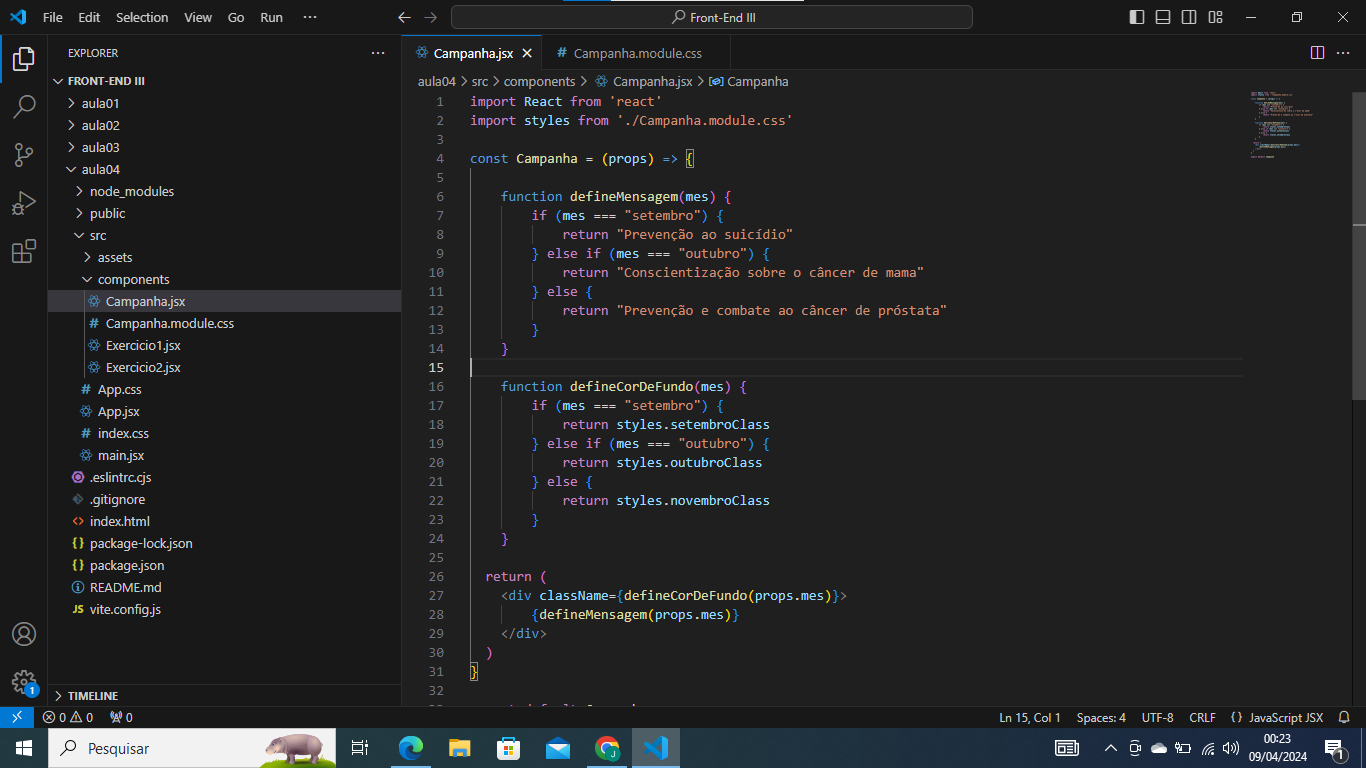 File Edit Selection View Go Run ···
Front-End III
EXPLORER
FRONT-END III
aula01
aula02
aula03
aula04
node_modules
public
src
assets
components
Campanha.jsx
# Campanha.module.css
Exercicio1.jsx
Exercicio2.jsx
# App.css
App.jsx
# index.css
main.jsx
.eslintrc.cjs
.gitignore
<> index.html
{} package-lock.json
{} package.json
README.md
JS vite.config.js
TIMELINE
1
Campanha.jsx
# Campanha.module.css
aula04 > src > components > Campanha.jsx > Campanha
1 import React from 'react'
2 import styles from './Campanha.module.css'
3
4 const Campanha = (props) => {
5
6 function defineMensagem(mes) {
7 if (mes === "setembro") {
8 return "Prevenção ao suicídio"
9 } else if (mes === "outubro") {
10 return "Conscientização sobre o câncer de mama"
11 } else {
12 return "Prevenção e combate ao câncer de próstata"
13 }
14 }
15
16 function defineCorDeFundo(mes) {
17 if (mes === "setembro") {
18 return styles.setembroClass
19 } else if (mes === "outubro") {
20 return styles.outubroClass
21 } else {
22 return styles.novembroClass
23 }
24 }
25
26 return (
27 <div className={defineCorDeFundo(props.mes)}>
28 {defineMensagem(props.mes)}
29 </div>
30 )
31 }
32
0 0 0
Ln 15, Col 1 Spaces: 4 UTF-8 CRLF {} JavaScript JSX
Pesquisar
00:23
09/04/2024
1